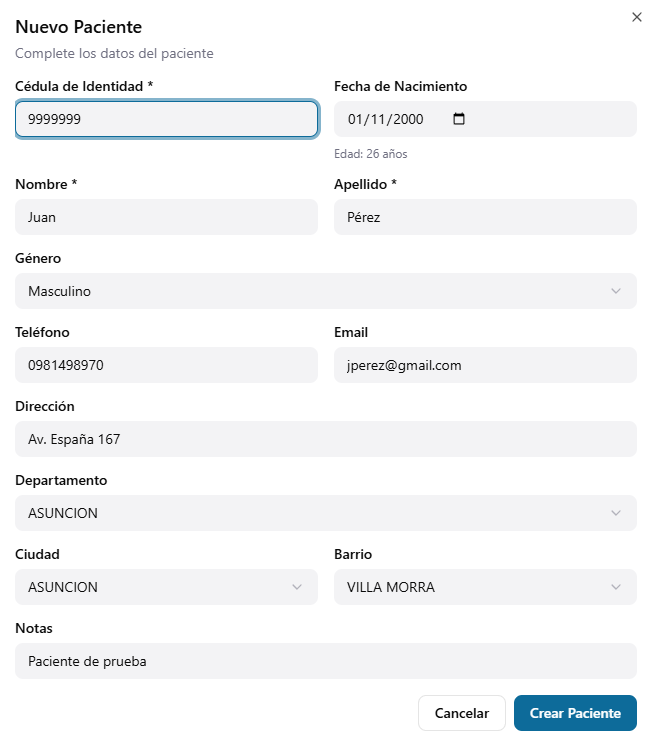 Nuevo Paciente
Complete los datos del paciente
Cédula de Identidad *
9999999
Fecha de Nacimiento
01/11/2000
Edad: 26 años
Nombre *
Juan
Apellido *
Pérez
Género
Masculino
Teléfono
0981498970
Email
jperez@gmail.com
Dirección
Av. España 167
Departamento
ASUNCION
Ciudad
ASUNCION
Barrio
VILLA MORRA
Notas
Paciente de prueba
Cancelar
Crear Paciente